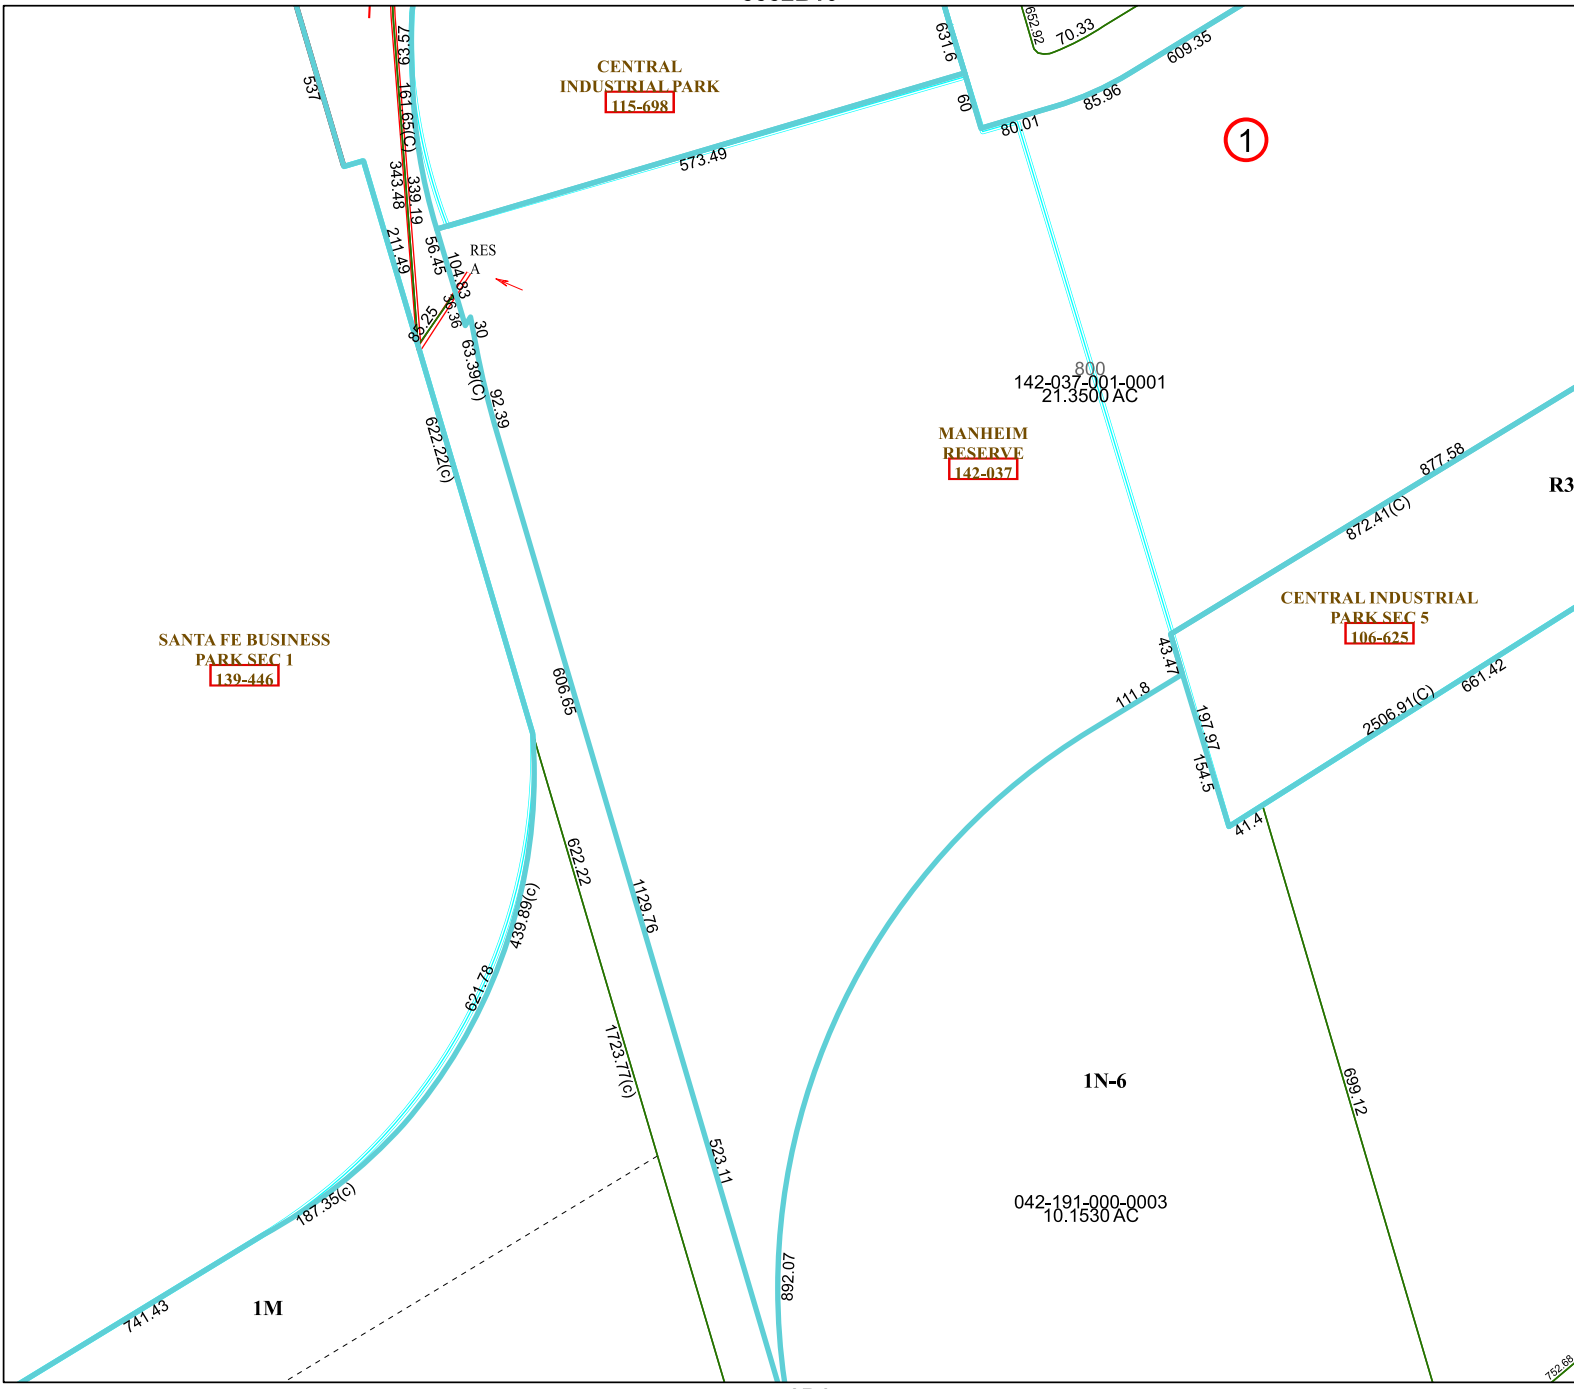 537
63.57
161.65(C)
343.48
339.19
211.49
CENTRAL
INDUSTRIAL PARK
115-698
573.49
631.6
60
652.92
70.33
609.35
85.96
80.01
1
56.45
104.83
RES
A
36.36
85.25
30
63.39(C)
92.39
622.22(c)
800
142-037-001-0001
21.3500 AC
MANHEIM
RESERVE
142-037
877.58
872.41(C)
R3
CENTRAL INDUSTRIAL
PARK SEC 5
106-625
SANTA FE BUSINESS
PARK SEC 1
139-446
606.65
43.47
111.8
197.97
154.5
2506.91(C)
661.42
41.4
622.22
1129.76
439.89(c)
621.78
1723.77(c)
1N-6
699.12
523.11
187.35(c)
042-191-000-0003
10.1530 AC
892.07
741.43
1M
752.68